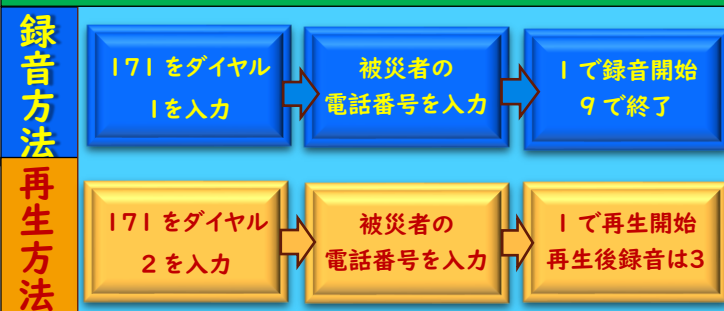 録音方法
171をダイヤル
1を入力
被災者の
電話番号を入力
1で録音開始
9で終了
再生方法
171をダイヤル
2を入力
被災者の
電話番号を入力
1で再生開始
再生後録音は3